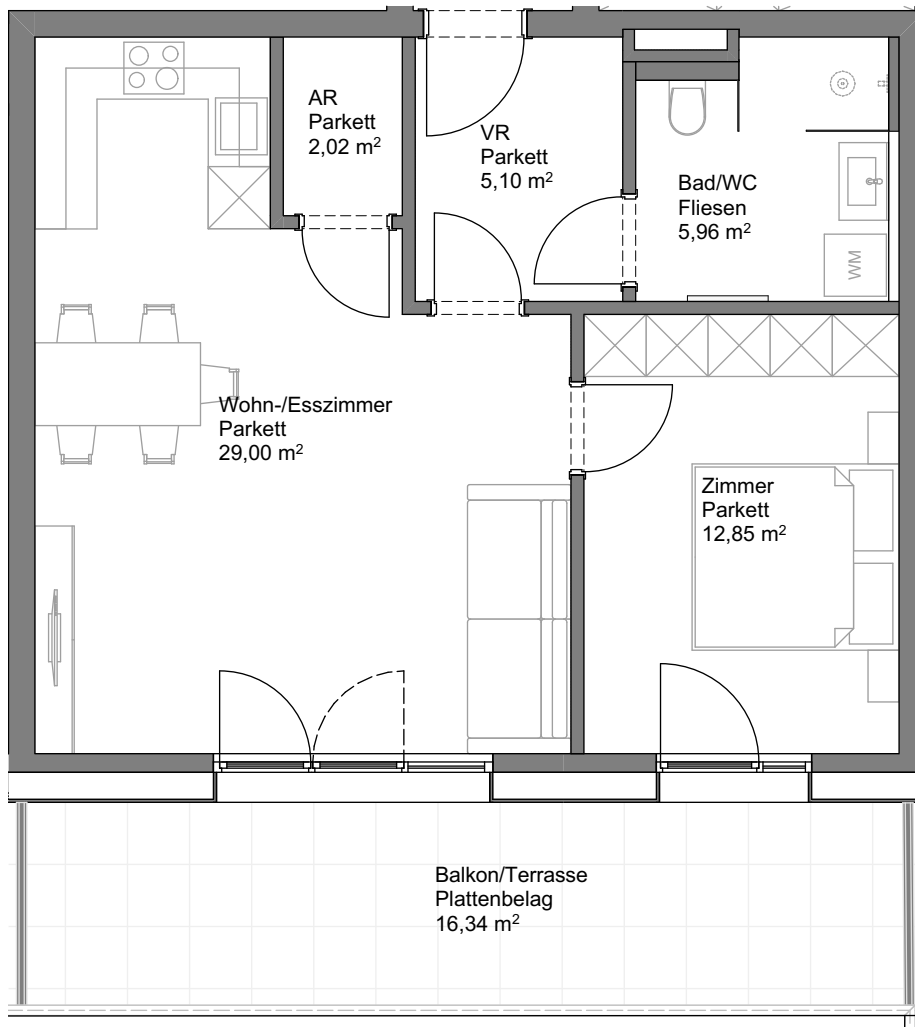 AR
Parkett
2,02 m²
VR
Parkett
5,10 m²
Bad/WC
Fliesen
5,96 m²
WM
Wohn-/Esszimmer
Parkett
29,00 m²
Zimmer
Parkett
12,85 m²
Balkon/Terrasse
Plattenbelag
16,34 m²